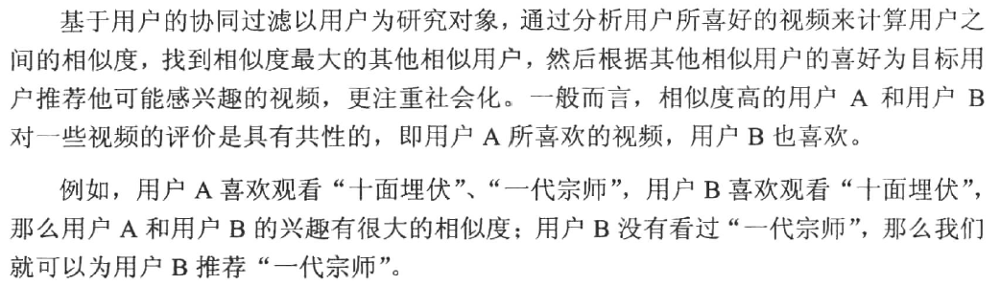 基于用户的协同过滤以用户为研究对象，通过分析用户所喜好的视频来计算用户之
间的相似度，找到相似度最大的其他相似用户，然后根据其他相似用户的喜好为目标用
户推荐他可能感兴趣的视频，更注重社会化。一般而言，相似度高的用户 A 和用户 B
对一些视频的评价是具有共性的，即用户 A 所喜欢的视频，用户 B 也喜欢。
例如，用户 A 喜欢观看“十面埋伏”、“一代宗师”，用户 B 喜欢观看“十面埋伏”，
那么用户 A 和用户 B 的兴趣有很大的相似度；用户 B 没有看过“一代宗师”，那么我们
就可以为用户 B 推荐“一代宗师”。